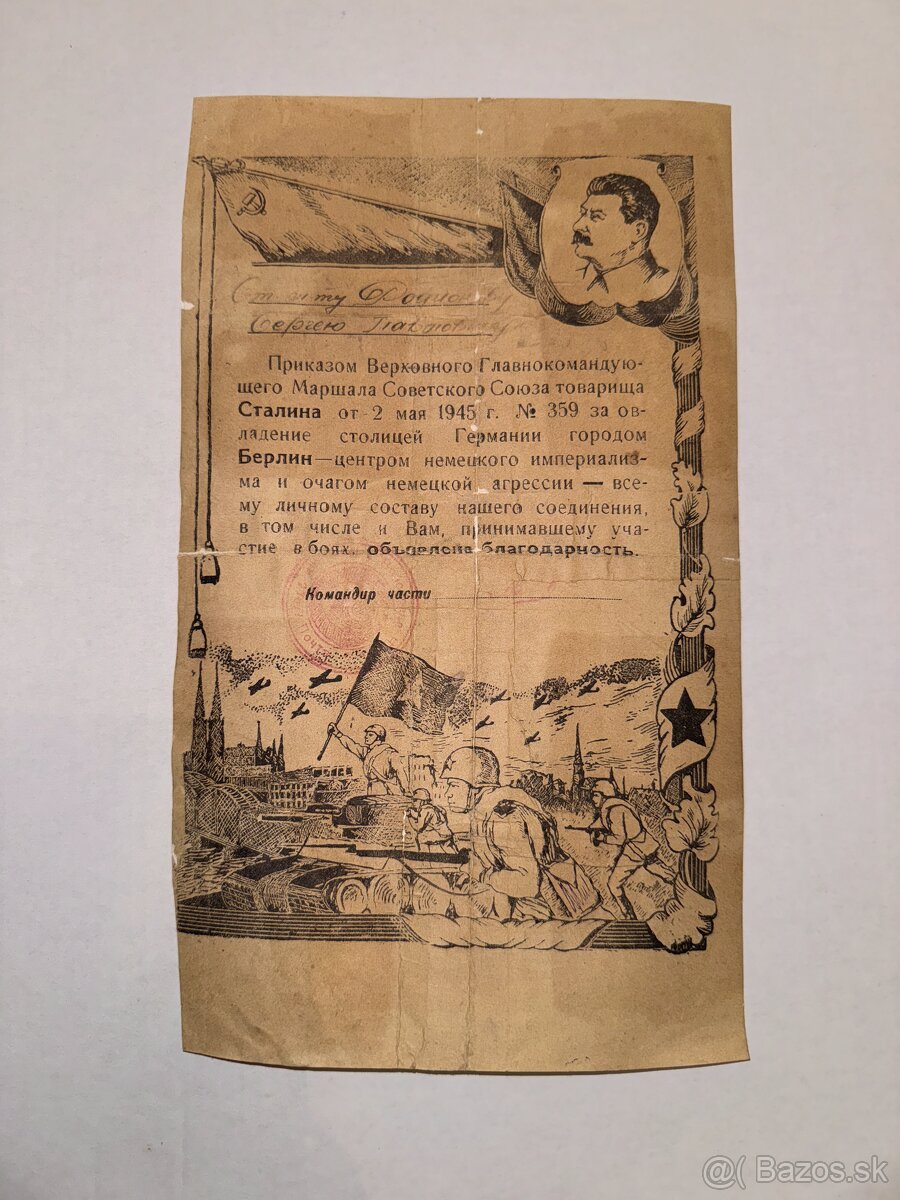 Сергею
Приказом Верховного Главнокомандую-
щего Маршала Советского Союза товарища
Сталина от 2 мая 1945 г. № 359 за ов-
ладение столицей Германии городом
Берлин—центром немецкого империализ-
ма и очагом немецкой агрессии — все-
му личному составу нашего соединения,
в том числе и Вам, принимавшему уча-
стие в боях, объявлена благодарность.
Командир части
@( Bazos.sk